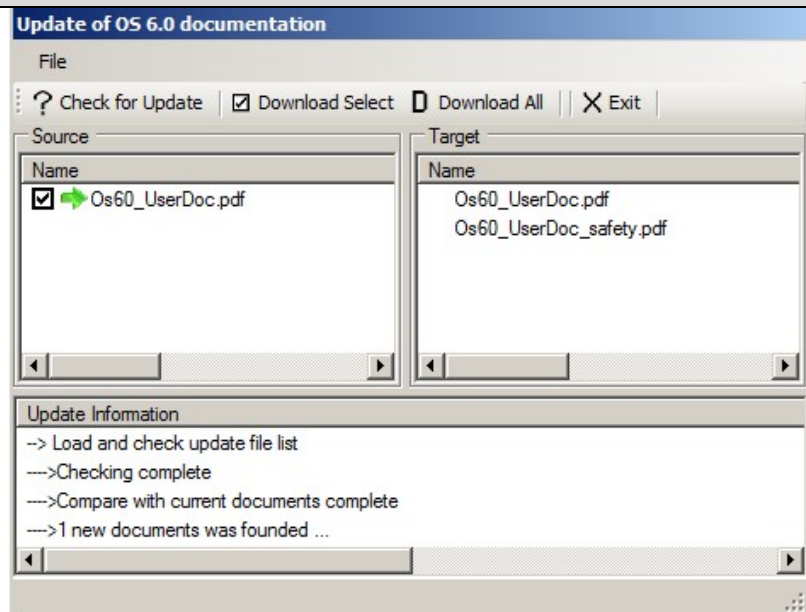 Update of OS 6.0 documentation
File
? Check for Update Download Select D Download All X Exit
Source
Name
Os60_UserDoc.pdf
Target
Name
Os60_UserDoc.pdf
Os60_UserDoc_safety.pdf
Update Information
--> Load and check update file list
---->Checking complete
---->Compare with current documents complete
---->1 new documents was founded ...